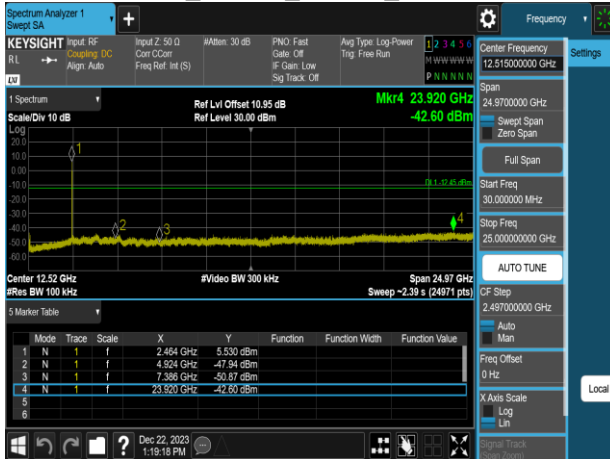 Spectrum Analyzer 1
Swept SA
+
Frequency
KEYSIGHT
RL
LXI
Input: RF
Coupling: DC
Align: Auto
Input Z: 50 Ω
Corr CCorr
Freq Ref: Int (S)
#Atten: 30 dB
PNO: Fast
Gate: Off
IF Gain: Low
Sig Track: Off
Avg Type: Log-Power
Trig: Free Run
1 2 3 4 5 6
M W W W W W
P N N N N N
Center Frequency
12.515000000 GHz
Settings
1 Spectrum
Scale/Div 10 dB
Ref Lvl Offset 10.95 dB
Ref Level 30.00 dBm
Mkr4 23.920 GHz
-42.60 dBm
Span
24.9700000 GHz
Swept Span
Zero Span
Full Span
Start Freq
30.000000 MHz
Stop Freq
25.000000000 GHz
AUTO TUNE
CF Step
2.497000000 GHz
Auto
Man
Freq Offset
0 Hz
X Axis Scale
Log
Lin
Signal Track
(Span Zoom)
Local
Log
20.0
10.0
0.00
-10.0
-20.0
-30.0
-40.0
-50.0
-60.0
1
2
3
4
DL1 -12.45 dBm
Center 12.52 GHz
#Res BW 100 kHz
#Video BW 300 kHz
Span 24.97 GHz
Sweep ~2.39 s (24971 pts)
5 Marker Table
Mode Trace Scale X Y Function Function Width Function Value
1 N 1 f 2.464 GHz 5.530 dBm
2 N 1 f 4.924 GHz -47.94 dBm
3 N 1 f 7.386 GHz -50.87 dBm
4 N 1 f 23.920 GHz -42.60 dBm
5
6
?
Dec 22, 2023
1:19:18 PM